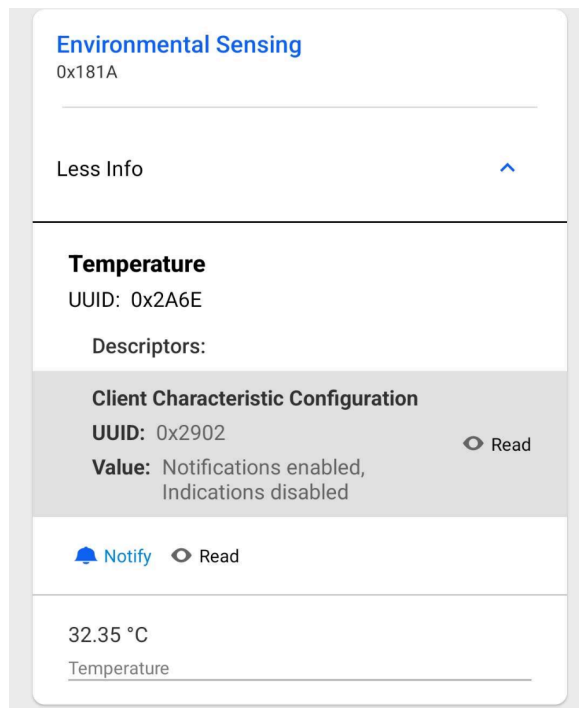 Environmental Sensing
0x181A
Less Info
Temperature
UUID: 0x2A6E
Descriptors:
Client Characteristic Configuration
UUID: 0x2902
Read
Value: Notifications enabled,
Indications disabled
Notify Read
32.35 °C
Temperature